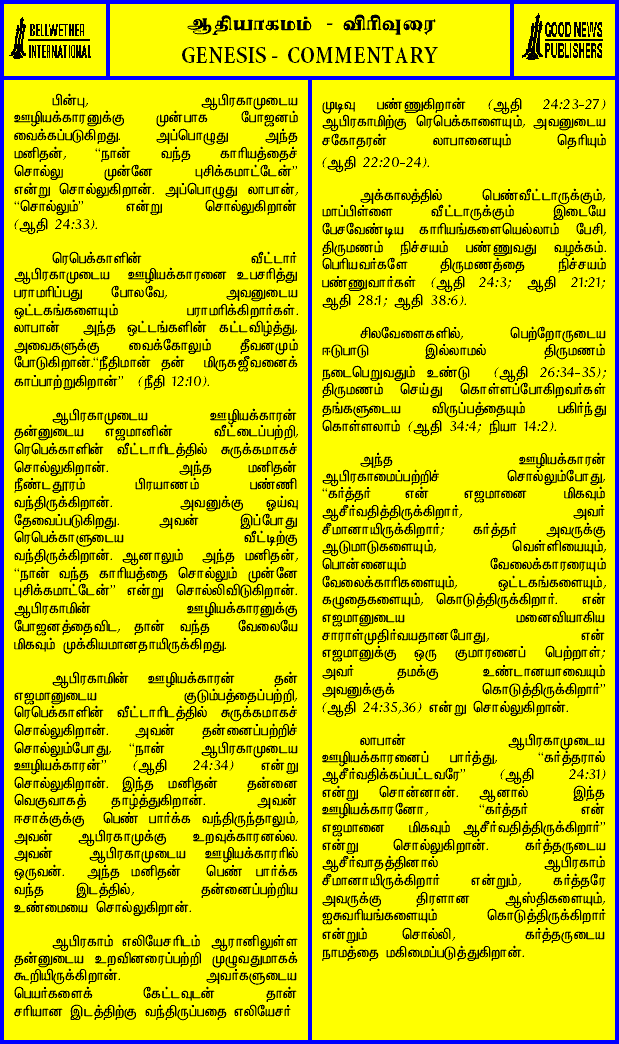 BELLWETHER
INTERNATIONAL
ஆதியாகமம் - விரிவுரை
GENESIS - COMMENTARY
GOOD NEWS
PUBLISHERS
பின்பு, ஆபிரகாமுடைய
ஊழியக்காரனுக்கு முன்பாக போஜனம்
வைக்கப்படுகிறது. அப்பொழுது அந்த
மனிதன், “நான் வந்த காரியத்தைச்
சொல்லு முன்னே புசிக்கமாட்டேன்”
என்று சொல்லுகிறான். அப்பொழுது லாபான்,
“சொல்லும்” என்று சொல்லுகிறான்
(ஆதி 24:33).
ரெபெக்காளின் வீட்டார்
ஆபிரகாமுடைய ஊழியக்காரனை உபசரித்து
பராமரிப்பது போலவே, அவனுடைய
ஒட்டகங்களையும் பராமரிக்கிறார்கள்.
லாபான் அந்த ஒட்டங்களின் கட்டவிழ்த்து,
அவைகளுக்கு வைக்கோலும் தீவனமும்
போடுகிறான்.“நீதிமான் தன் மிருகஜீவனைக்
காப்பாற்றுகிறான்” (நீதி 12:10).
ஆபிரகாமுடைய ஊழியக்காரன்
தன்னுடைய எஜமானின் வீட்டைப்பற்றி,
ரெபெக்காளின் வீட்டாரிடத்தில் சுருக்கமாகச்
சொல்லுகிறான். அந்த மனிதன்
நீண்டதூரம் பிரயாணம் பண்ணி
வந்திருக்கிறான். அவனுக்கு ஓய்வு
தேவைப்படுகிறது. அவன் இப்போது
ரெபெக்காளுடைய வீட்டிற்கு
வந்திருக்கிறான். ஆனாலும் அந்த மனிதன்,
“நான் வந்த காரியத்தை சொல்லும் முன்னே
புசிக்கமாட்டேன்” என்று சொல்லிவிடுகிறான்.
ஆபிரகாமின் ஊழியக்காரனுக்கு
போஜனத்தைவிட, தான் வந்த வேலையே
மிகவும் முக்கியமானதாயிருக்கிறது.
ஆபிரகாமின் ஊழியக்காரன் தன்
எஜமானுடைய குடும்பத்தைப்பற்றி,
ரெபெக்காளின் வீட்டாரிடத்தில் சுருக்கமாகச்
சொல்லுகிறான். அவன் தன்னைப்பற்றிச்
சொல்லும்போது, “நான் ஆபிரகாமுடைய
ஊழியக்காரன்” (ஆதி 24:34) என்று
சொல்லுகிறான். இந்த மனிதன் தன்னை
வெகுவாகத் தாழ்த்துகிறான். அவன்
ஈசாக்குக்கு பெண் பார்க்க வந்திருந்தாலும்,
அவன் ஆபிரகாமுக்கு உறவுக்காரனல்ல.
அவன் ஆபிரகாமுடைய ஊழியக்காரரில்
ஒருவன். அந்த மனிதன் பெண் பார்க்க
வந்த இடத்தில், தன்னைப்பற்றிய
உண்மையை சொல்லுகிறான்.
ஆபிரகாம் எலியேசரிடம் ஆரானிலுள்ள
தன்னுடைய உறவினரைப்பற்றி முழுவதுமாகக்
கூறியிருக்கிறான். அவர்களுடைய
பெயர்களைக் கேட்டவுடன் தான்
சரியான இடத்திற்கு வந்திருப்பதை எலியேசர்
முடிவு பண்ணுகிறான் (ஆதி 24:23-27)
ஆபிரகாமிற்கு ரெபெக்காளையும், அவனுடைய
சகோதரன் லாபானையும் தெரியும்
(ஆதி 22:20-24).
அக்காலத்தில் பெண்வீட்டாருக்கும்,
மாப்பிள்ளை வீட்டாருக்கும் இடையே
பேசவேண்டிய காரியங்களையெல்லாம் பேசி,
திருமணம் நிச்சயம் பண்ணுவது வழக்கம்.
பெரியவர்களே திருமணத்தை நிச்சயம்
பண்ணுவார்கள் (ஆதி 24:3; ஆதி 21:21;
ஆதி 28:1; ஆதி 38:6).
சிலவேளைகளில், பெற்றோருடைய
ஈடுபாடு இல்லாமல் திருமணம்
நடைபெறுவதும் உண்டு (ஆதி 26:34-35);
திருமணம் செய்து கொள்ளப்போகிறவர்கள்
தங்களுடைய விருப்பத்தையும் பகிர்ந்து
கொள்ளலாம் (ஆதி 34:4; நியா 14:2).
அந்த ஊழியக்காரன்
ஆபிரகாமைப்பற்றிச் சொல்லும்போது,
“கர்த்தர் என் எஜமானை மிகவும்
ஆசீர்வதித்திருக்கிறார், அவர்
சீமானாயிருக்கிறார்; கர்த்தர் அவருக்கு
ஆடுமாடுகளையும், வெள்ளியையும்,
பொன்னையும் வேலைக்காரரையும்
வேலைக்காரிகளையும், ஒட்டகங்களையும்,
கழுதைகளையும், கொடுத்திருக்கிறார். என்
எஜமானுடைய மனைவியாகிய
சாராள்முதிர்வயதானபோது, என்
எஜமானுக்கு ஒரு குமாரனைப் பெற்றாள்;
அவர் தமக்கு உண்டானயாவையும்
அவனுக்குக் கொடுத்திருக்கிறார்”
(ஆதி 24:35,36) என்று சொல்லுகிறான்.
லாபான் ஆபிரகாமுடைய
ஊழியக்காரனைப் பார்த்து, “கர்த்தரால்
ஆசீர்வதிக்கப்பட்டவரே” (ஆதி 24:31)
என்று சொன்னான். ஆனால் இந்த
ஊழியக்காரனோ, “கர்த்தர் என்
எஜமானை மிகவும் ஆசீர்வதித்திருக்கிறார்”
என்று சொல்லுகிறான். கர்த்தருடைய
ஆசீர்வாதத்தினால் ஆபிரகாம்
சீமானாயிருக்கிறார் என்றும், கர்த்தரே
அவருக்கு திரளான ஆஸ்திகளையும்,
ஐசுவரியங்களையும் கொடுத்திருக்கிறார்
என்றும் சொல்லி, கர்த்தருடைய
நாமத்தை மகிமைப்படுத்துகிறான்.